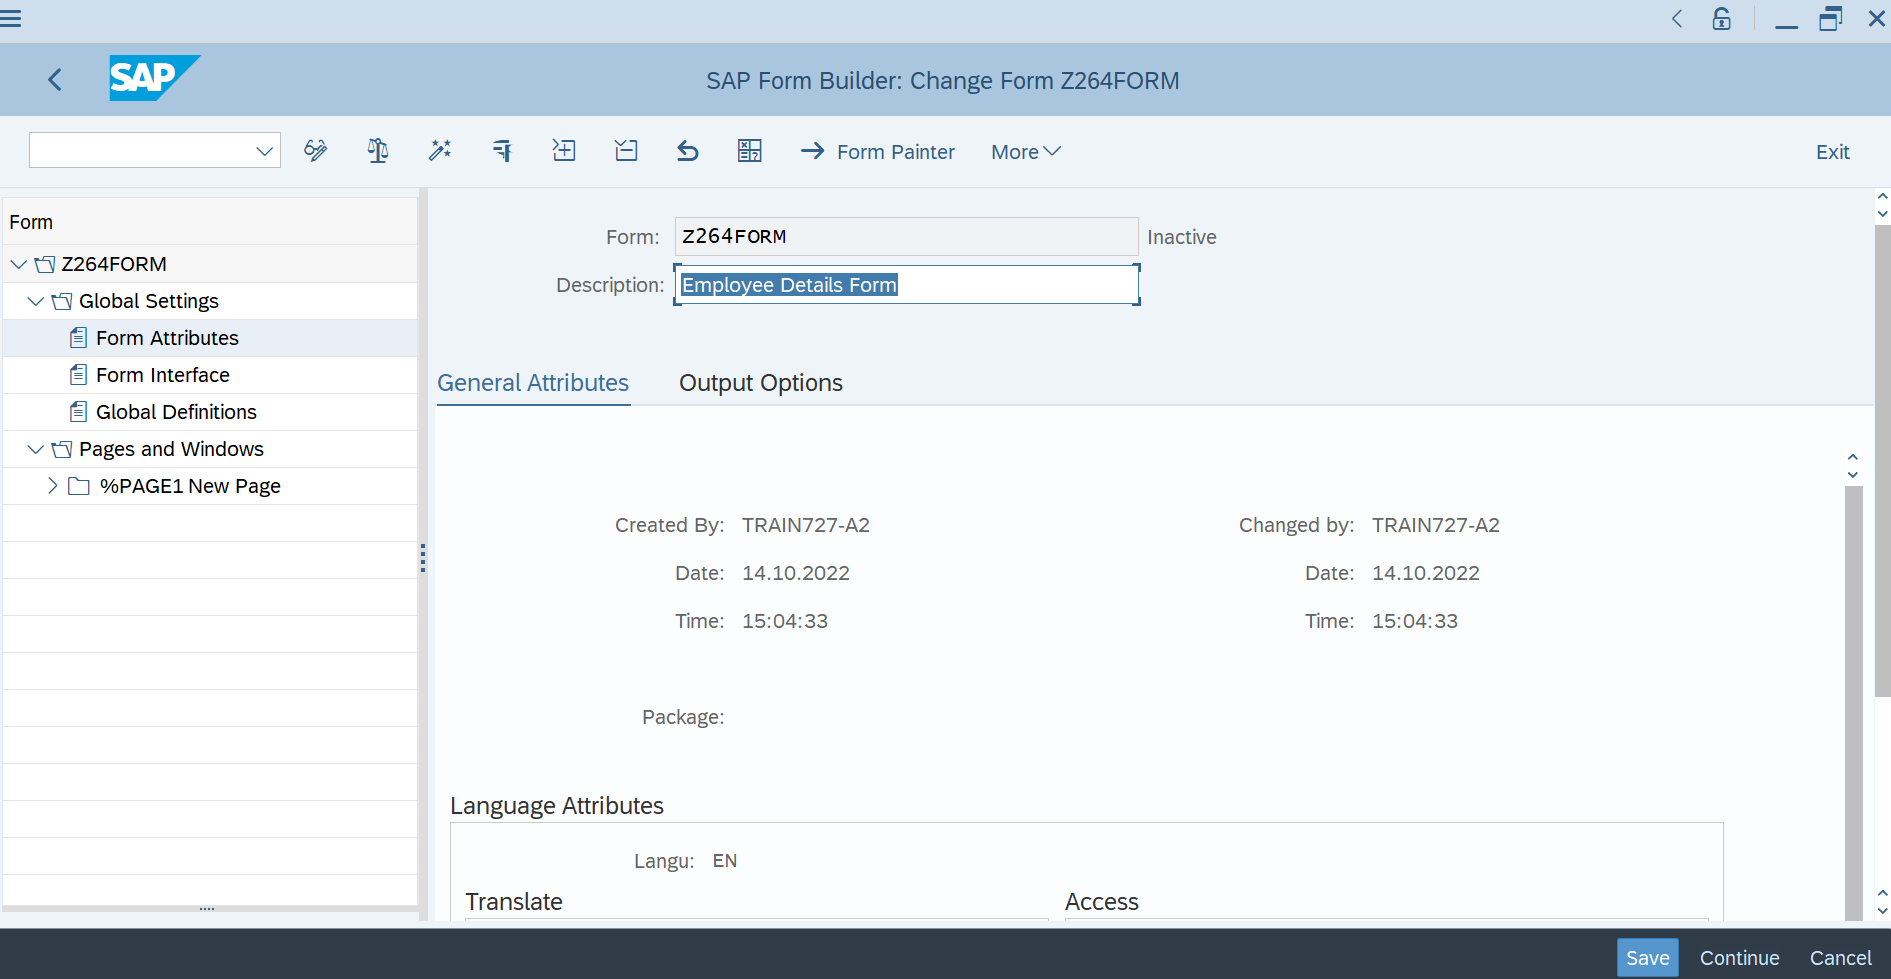 SAP
SAP Form Builder: Change Form Z264FORM
Form Painter
More
Exit
Form
Z264FORM
Global Settings
Form Attributes
Form Interface
Global Definitions
Pages and Windows
%PAGE1 New Page
Form: Z264FORM Inactive
Description: Employee Details Form
General Attributes Output Options
Created By: TRAIN727-A2 Changed by: TRAIN727-A2
Date: 14.10.2022 Date: 14.10.2022
Time: 15:04:33 Time: 15:04:33
Package:
Language Attributes
Langu: EN
Translate Access
Save Continue Cancel